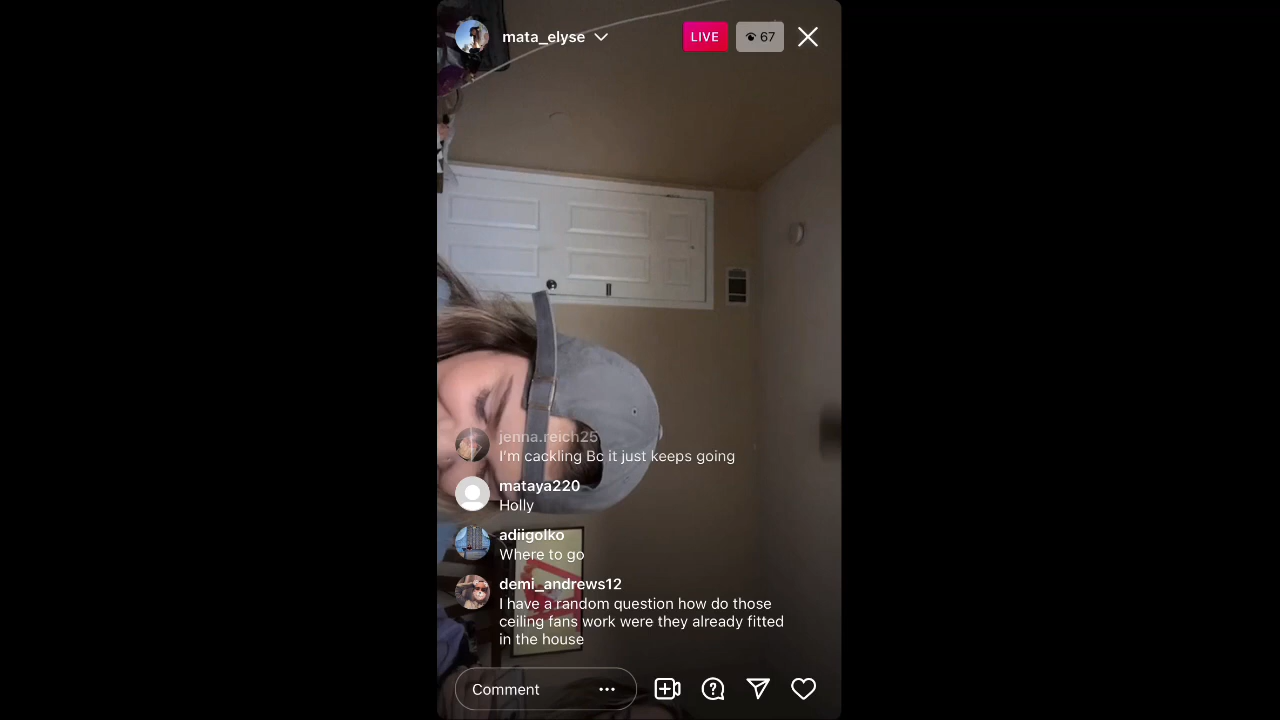 mata_elyse
LIVE
67
jenna.reich25
I'm cackling Bc it just keeps going
mataya220
Holly
adiigolko
Where to go
demi_andrews12
I have a random question how do those
ceiling fans work were they already fitted
in the house
Comment